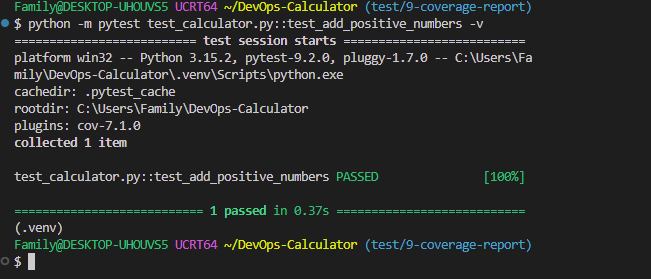 Family@DESKTOP-UHOUVS5 UCRT64 ~/DevOps-Calculator (test/9-coverage-report)
$ python -m pytest test_calculator.py::test_add_positive_numbers -v
========================== test session starts ==========================
platform win32 -- Python 3.15.2, pytest-9.2.0, pluggy-1.7.0 -- C:\Users\Fa
mily\DevOps-Calculator\.venv\Scripts\python.exe
cachedir: .pytest_cache
rootdir: C:\Users\Family\DevOps-Calculator
plugins: cov-7.1.0
collected 1 item
test_calculator.py::test_add_positive_numbers PASSED [100%]
=========================== 1 passed in 0.37s ===========================
(.venv)
Family@DESKTOP-UHOUVS5 UCRT64 ~/DevOps-Calculator (test/9-coverage-report)
$